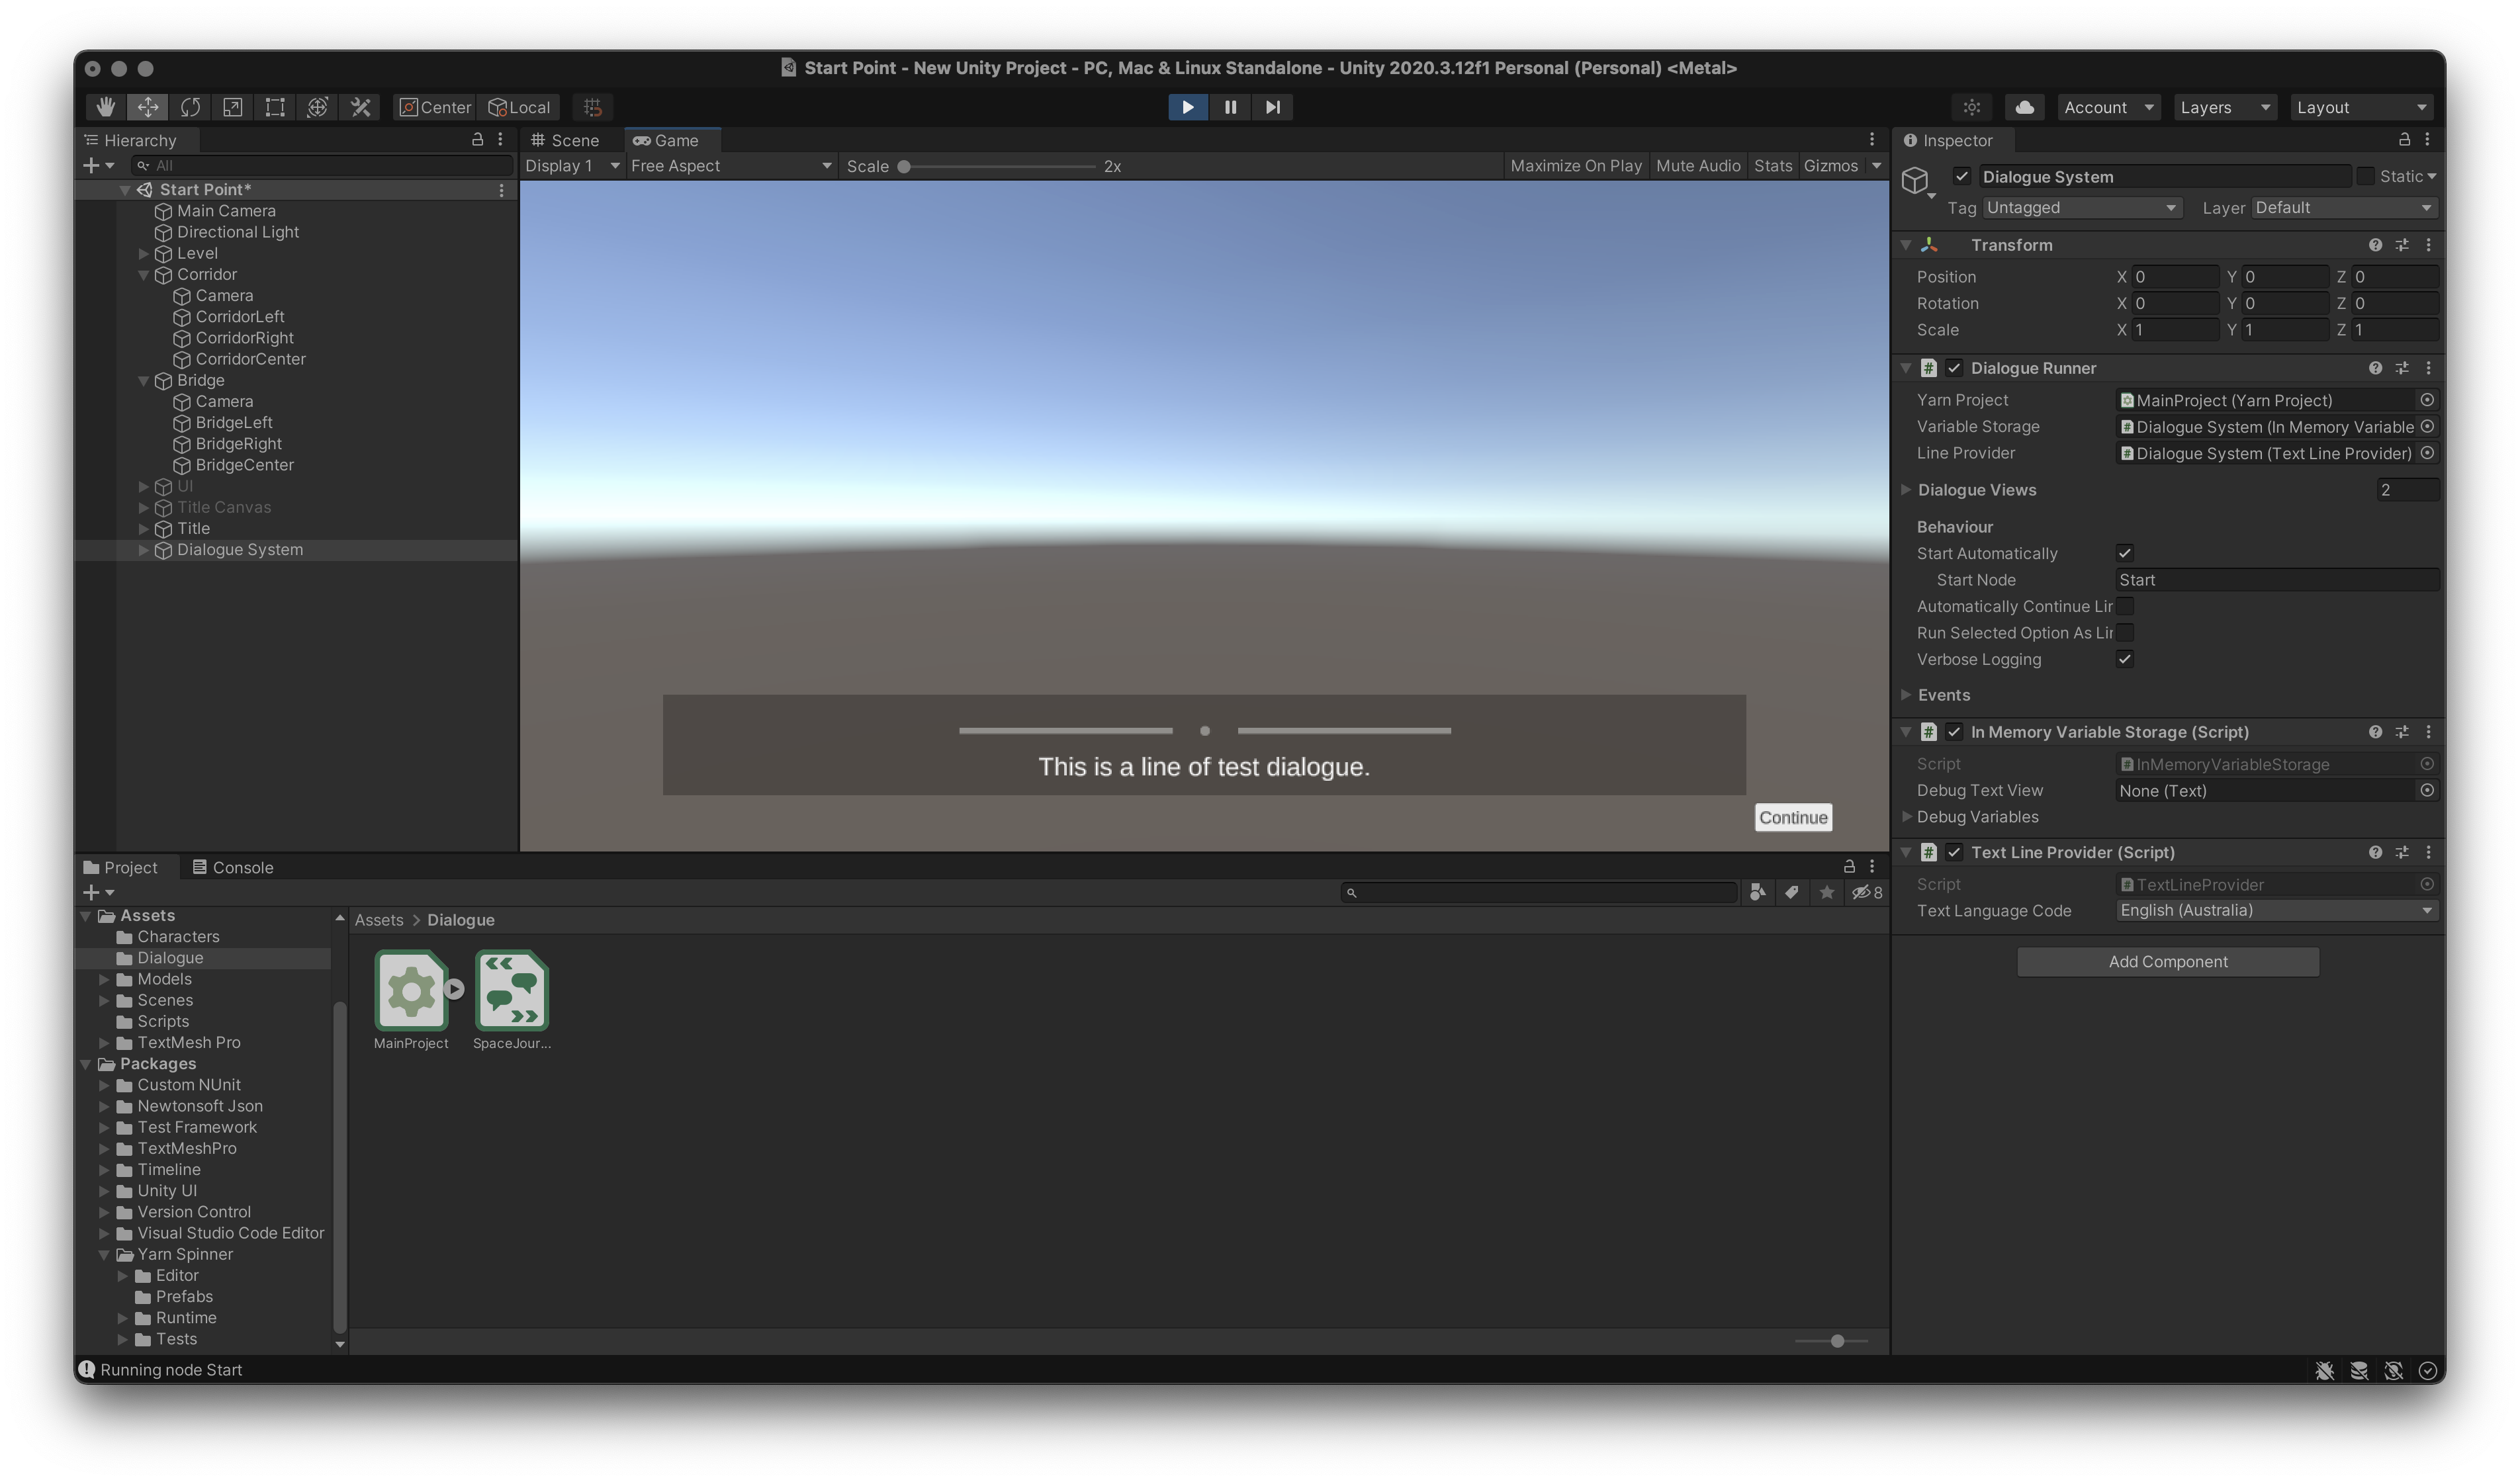 Start Point - New Unity Project - PC, Mac & Linux Standalone - Unity 2020.3.12f1 Personal (Personal) <Metal>
Center Local Account Layers Layout
Hierarchy
All
Start Point*
Main Camera
Directional Light
Level
Corridor
Camera
CorridorLeft
CorridorRight
CorridorCenter
Bridge
Camera
BridgeLeft
BridgeRight
BridgeCenter
UI
Title Canvas
Title
Dialogue System
Scene Game
Display 1 Free Aspect Scale 2x Maximize On Play Mute Audio Stats Gizmos
This is a line of test dialogue.
Continue
Inspector
Dialogue System Static
Tag Untagged Layer Default
Transform
Position X 0 Y 0 Z 0
Rotation X 0 Y 0 Z 0
Scale X 1 Y 1 Z 1
# Dialogue Runner
Yarn Project MainProject (Yarn Project)
Variable Storage # Dialogue System (In Memory Variable
Line Provider # Dialogue System (Text Line Provider)
Dialogue Views 2
Behaviour
Start Automatically
Start Node Start
Automatically Continue Lir
Run Selected Option As Lir
Verbose Logging
Events
# In Memory Variable Storage (Script)
Script # InMemoryVariableStorage
Debug Text View None (Text)
Debug Variables
# Text Line Provider (Script)
Script # TextLineProvider
Text Language Code English (Australia)
Add Component
Project Console
8
Assets
Characters
Dialogue
Models
Scenes
Scripts
TextMesh Pro
Packages
Custom NUnit
Newtonsoft Json
Test Framework
TextMeshPro
Timeline
Unity UI
Version Control
Visual Studio Code Editor
Yarn Spinner
Editor
Prefabs
Runtime
Tests
Assets > Dialogue
MainProject SpaceJour...
Running node Start